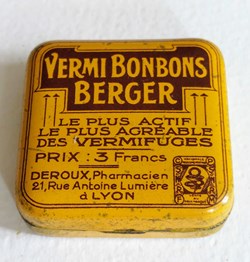 VERMI BONBONS
BERGER
LE PLUS ACTIF
LE PLUS AGRÉABLE
DES VERMIFUGES
PRIX : 3 Francs
DEROUX, Pharmacien
21, Rue Antoine Lumière
à LYON